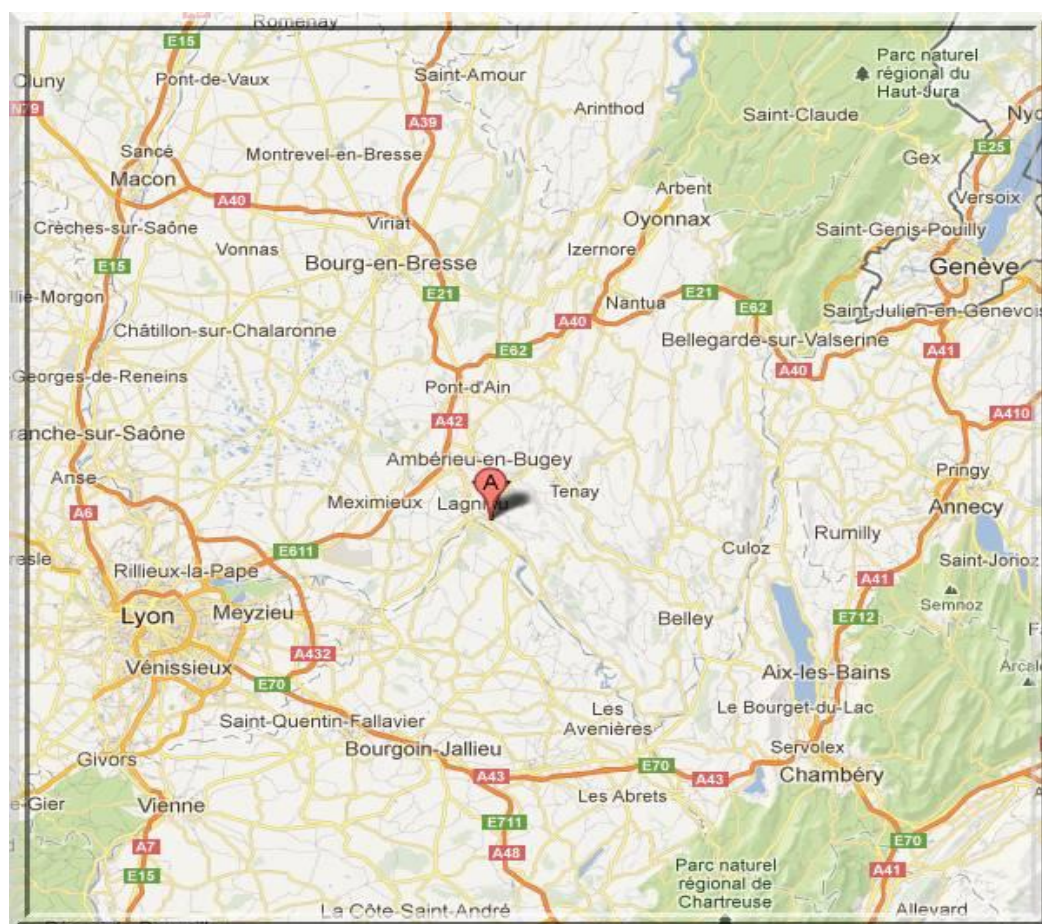 Romenay
E15
Parc naturel
régional du
Haut-Jura
Cluny
Pont-de-Vaux
Saint-Amour
N79
A39
Arinthod
Saint-Claude
Sancé
Montrevel-en-Bresse
E25
Gex
Macon
Arbent
A40
Versoix
Viriat
Oyonnax
Crèches-sur-Saône
Vonnas
Izernore
Saint-Genis-Pouilly
E15
Bourg-en-Bresse
Genève
E21
Nantua
E21
E62
Saint-Julien-en-Genevois
Châtillon-sur-Chalaronne
A40
Bellegarde-sur-Valserine
E62
A41
A40
Georges-de-Reneins
Pont-d'Ain
A42
A410
anche-sur-Saône
Ambérieu-en-Bugey
Anse
A
Tenay
Pringy
Meximieux
A6
Annecy
Rumilly
E611
Culoz
Saint-Jorioz
Rillieux-la-Pape
A41
Semnoz
Lyon
Meyzieu
Belley
E712
A432
Vénissieux
Aix-les-Bains
E70
Les
Avenières
Le Bourget-du-Lac
Saint-Quentin-Fallavier
Bourgoin-Jallieu
Servolex
Givors
E70
A43
A43
Chambéry
Les Abrets
Vienne
E711
E70
A7
A48
A41
E15
Parc naturel
régional de
Chartreuse
La Côte-Saint-André
Allevard